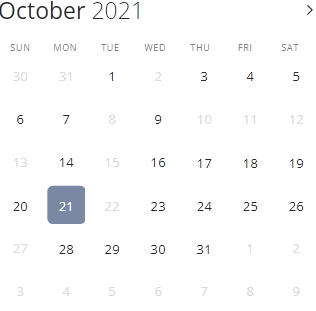 October 2021
SUN MON TUE WED THU FRI SAT
30 31 1 2 3 4 5
6 7 8 9 10 11 12
13 14 15 16 17 18 19
20 21 22 23 24 25 26
27 28 29 30 31 1 2
3 4 5 6 7 8 9